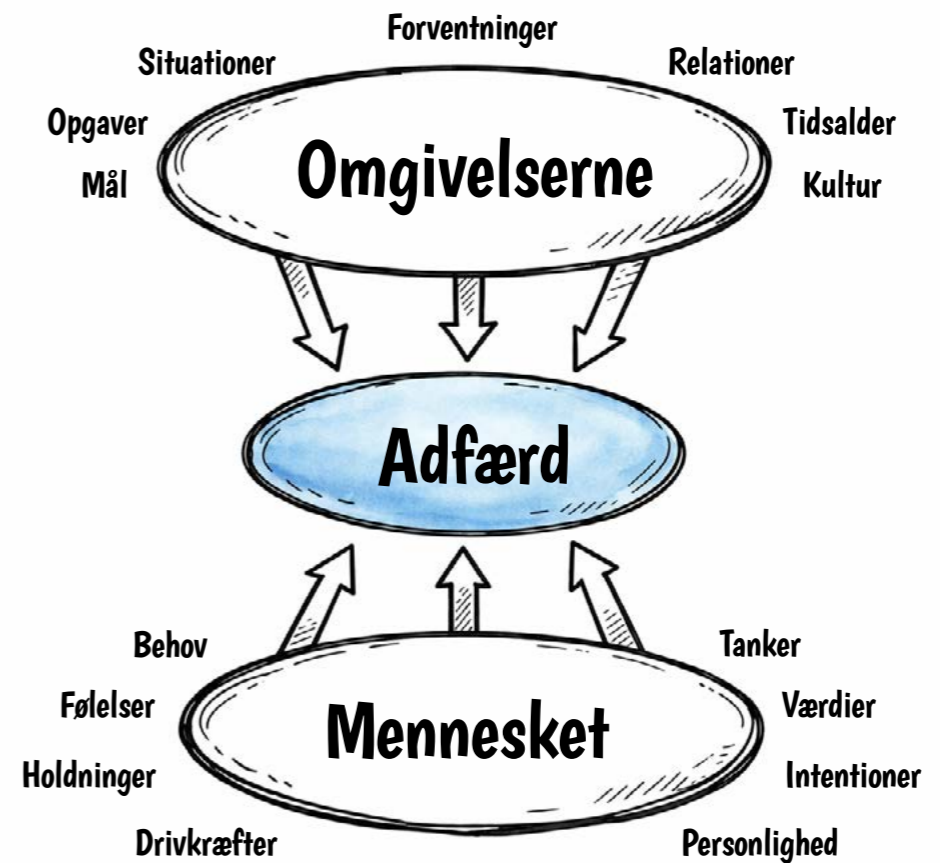 Forventninger
Situationer
Relationer
Opgaver
Tidsalder
Mål
Kultur
Omgivelserne
Adfærd
Behov
Tanker
Følelser
Værdier
Mennesket
Holdninger
Intentioner
Drivkræfter
Personlighed